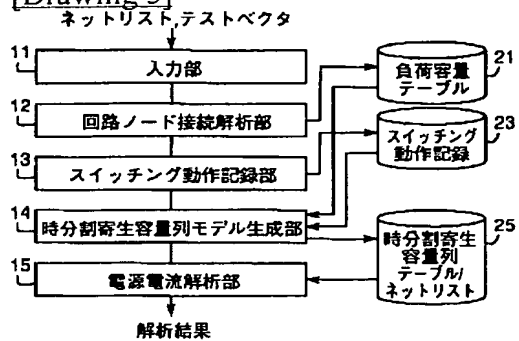 [Drawing 5]
ネットリスト,テストベクタ
11
入力部
12
回路ノード接続解析部
13
スイッチング動作記録部
14
時分割寄生容量列モデル生成部
15
電源電流解析部
解析結果
21
負荷容量
テーブル
23
スイッチング
動作記録
25
時分割寄生
容量列
テーブル/
ネットリスト